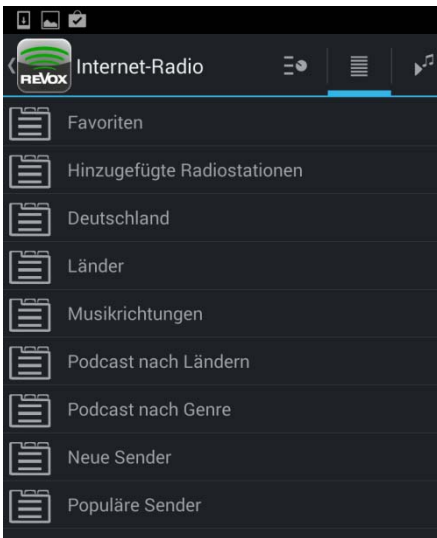 REVOX
Internet-Radio
Favoriten
Hinzugefügte Radiostationen
Deutschland
Länder
Musikrichtungen
Podcast nach Ländern
Podcast nach Genre
Neue Sender
Populäre Sender